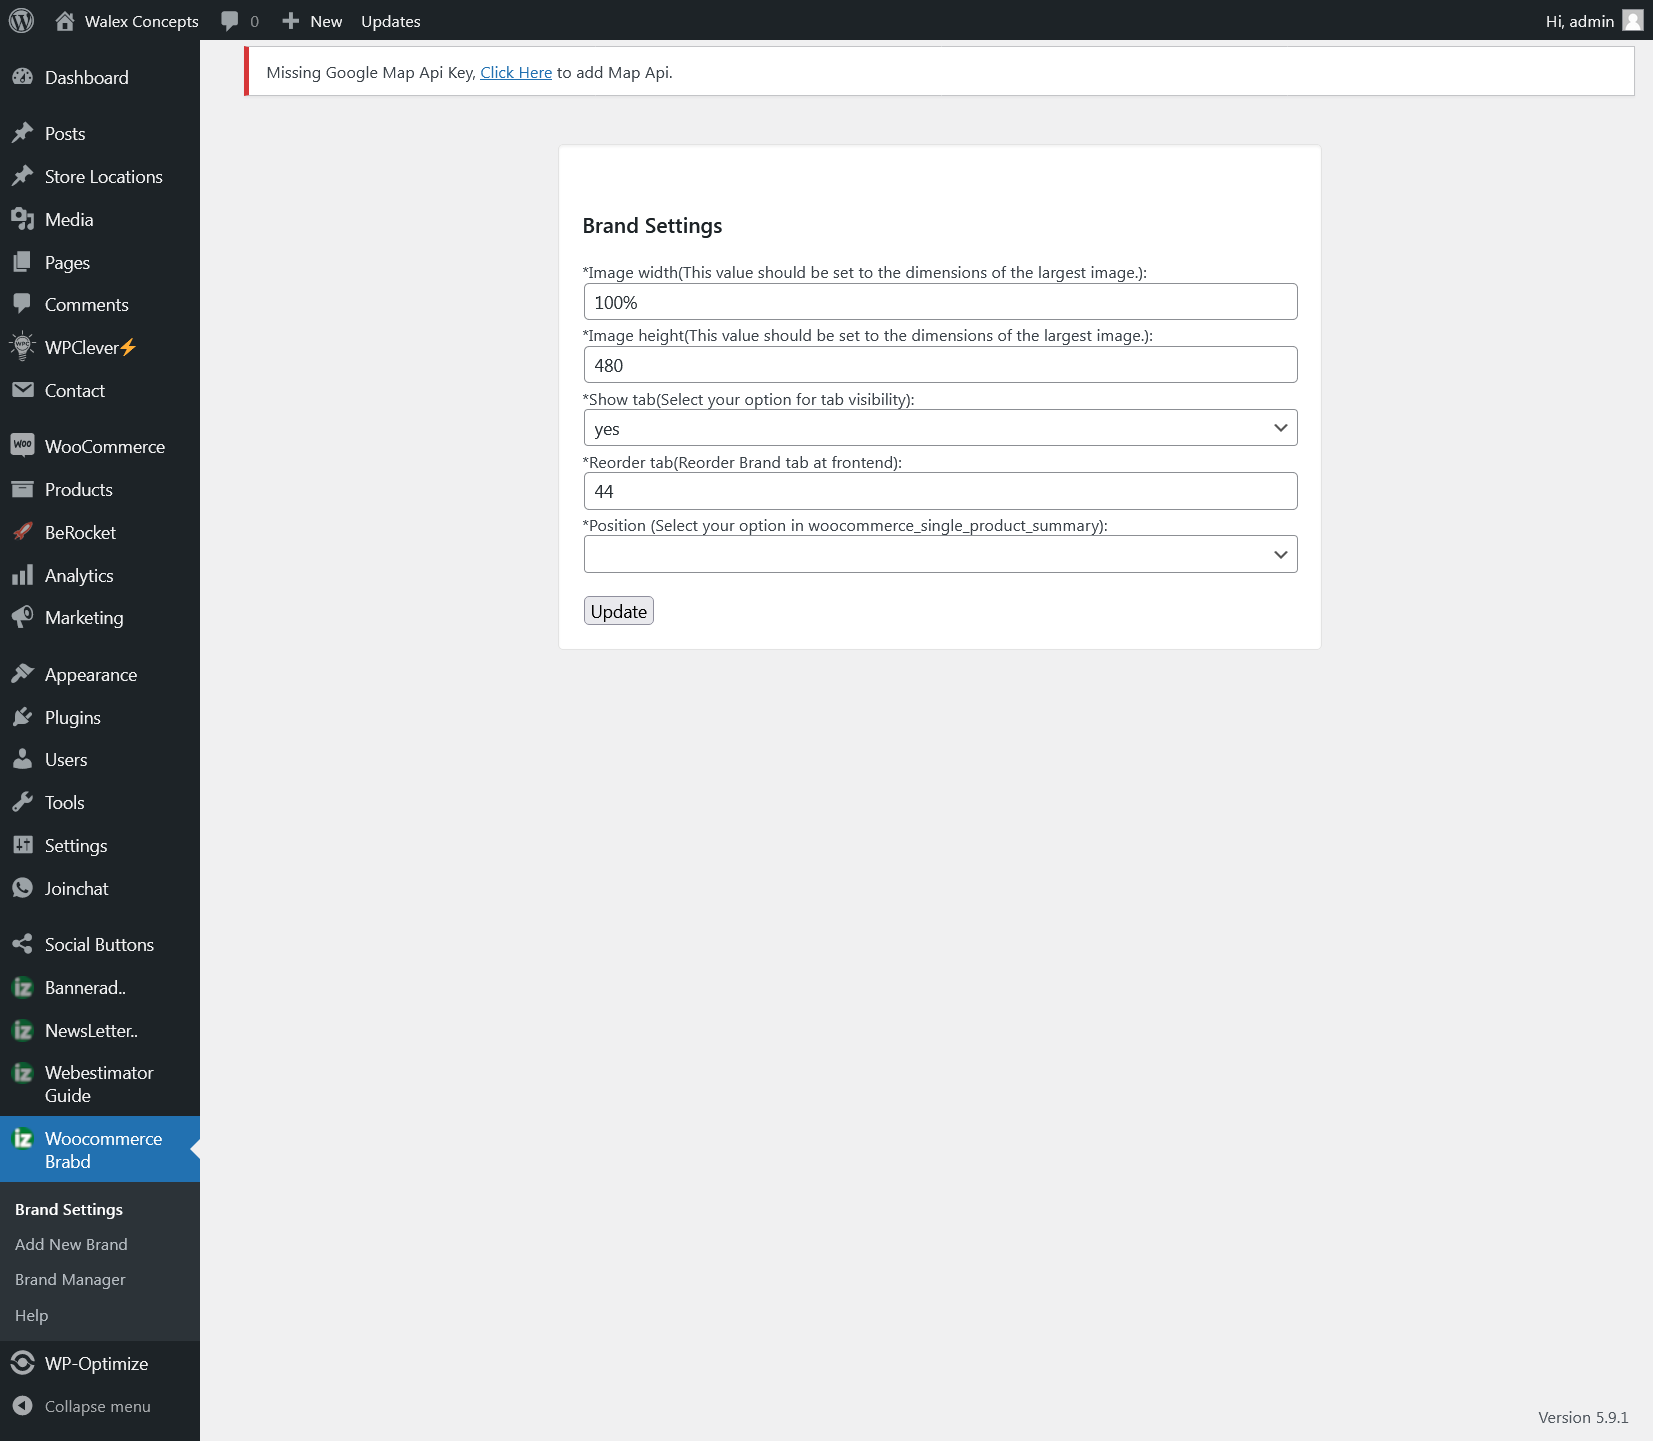 Walex Concepts 0 New Updates Hi, admin
Missing Google Map Api Key, Click Here to add Map Api.
Dashboard
Posts
Store Locations
Media
Pages
Comments
WPClever⚡
Contact
WooCommerce
Products
BeRocket
Analytics
Marketing
Appearance
Plugins
Users
Tools
Settings
Joinchat
Social Buttons
Bannerad..
NewsLetter..
Webestimator
Guide
Woocommerce
Brabd
Brand Settings
Add New Brand
Brand Manager
Help
WP-Optimize
Collapse menu
Brand Settings
*Image width(This value should be set to the dimensions of the largest image.):
100%
*Image height(This value should be set to the dimensions of the largest image.):
480
*Show tab(Select your option for tab visibility):
yes
*Reorder tab(Reorder Brand tab at frontend):
44
*Position (Select your option in woocommerce_single_product_summary):
Update
Version 5.9.1